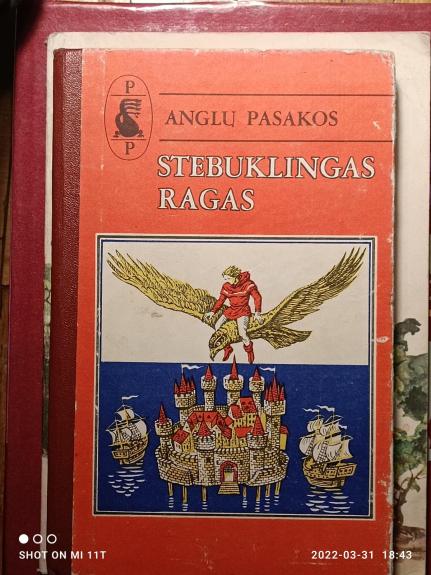 P
P
ANGLŲ PASAKOS
STEBUKLINGAS
RAGAS
SHOT ON MI 11T
2022-03-31 18:43